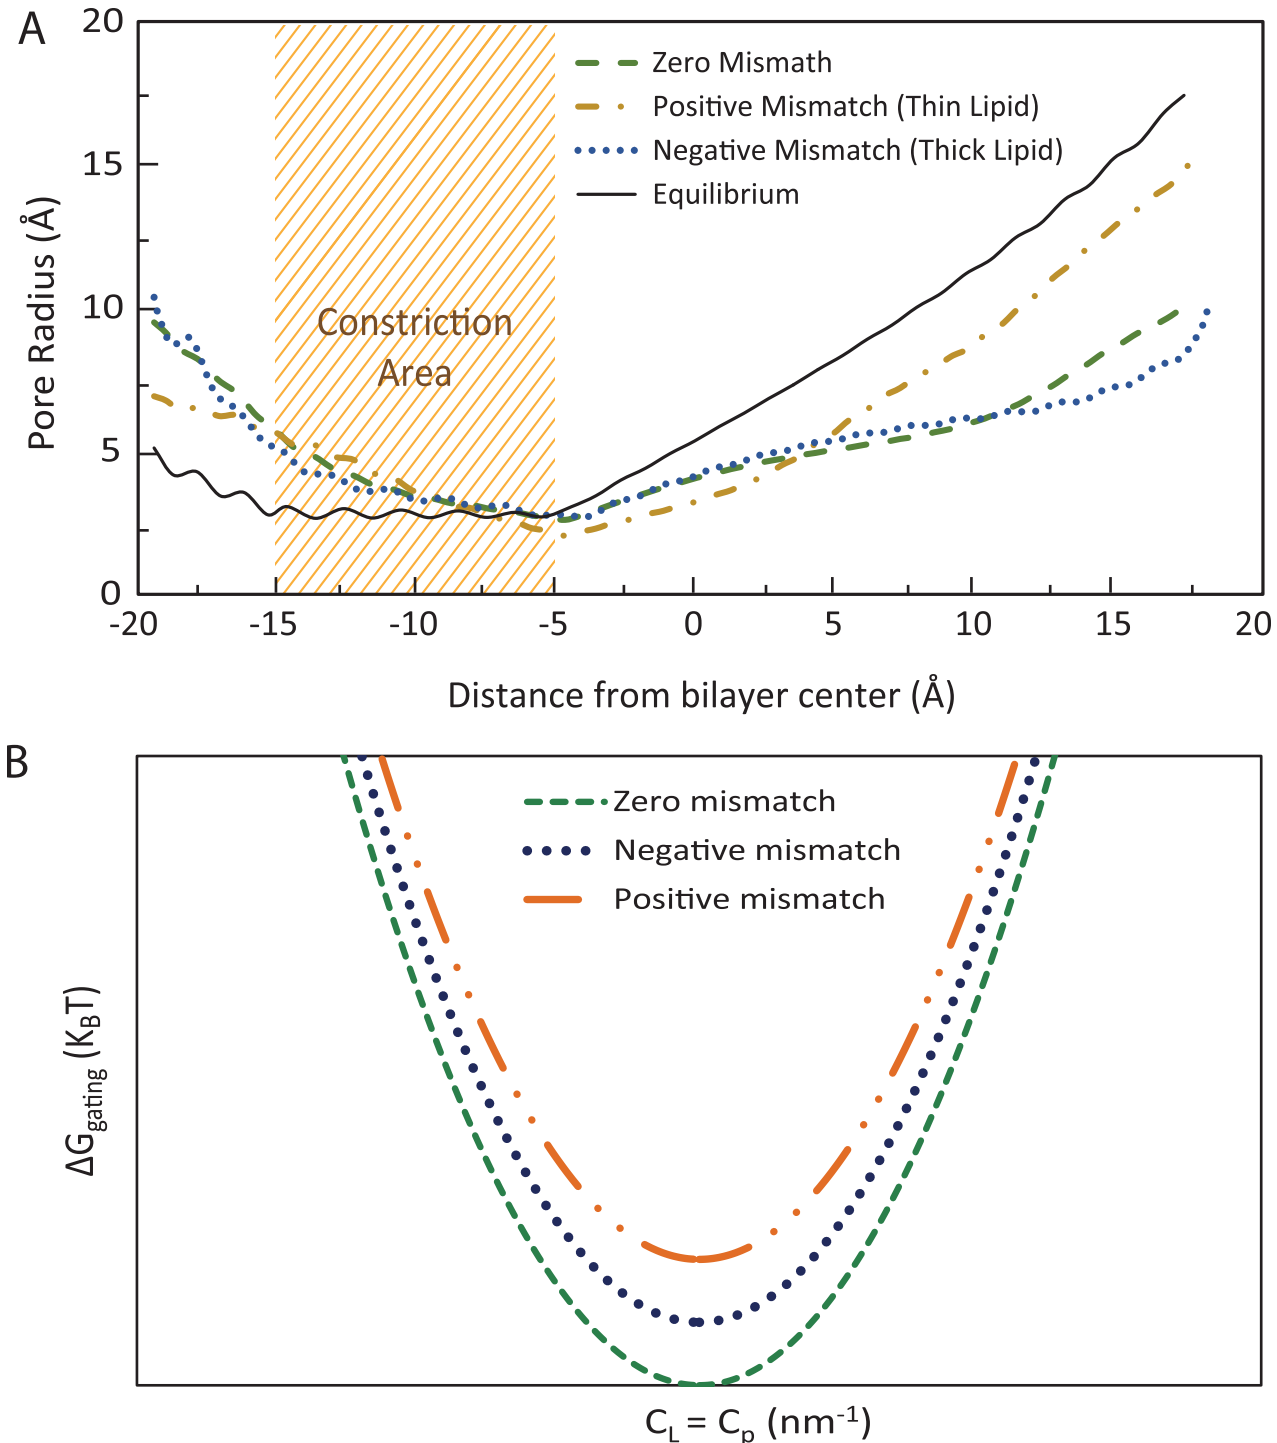 A
20
15
10
5
0
Pore Radius (Å)
Zero Mismath
Positive Mismatch (Thin Lipid)
Negative Mismatch (Thick Lipid)
Equilibrium
Constriction
Area
-20 -15 -10 -5 0 5 10 15 20
Distance from bilayer center (Å)
B
Zero mismatch
Negative mismatch
Positive mismatch
ΔGgating (KBT)
CL = Cp (nm-1)